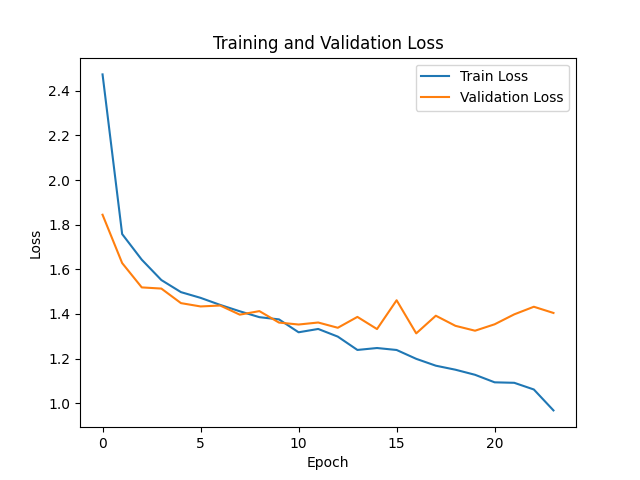 Training and Validation Loss
Train Loss
Validation Loss
Loss
2.4
2.2
2.0
1.8
1.6
1.4
1.2
1.0
0 5 10 15 20
Epoch